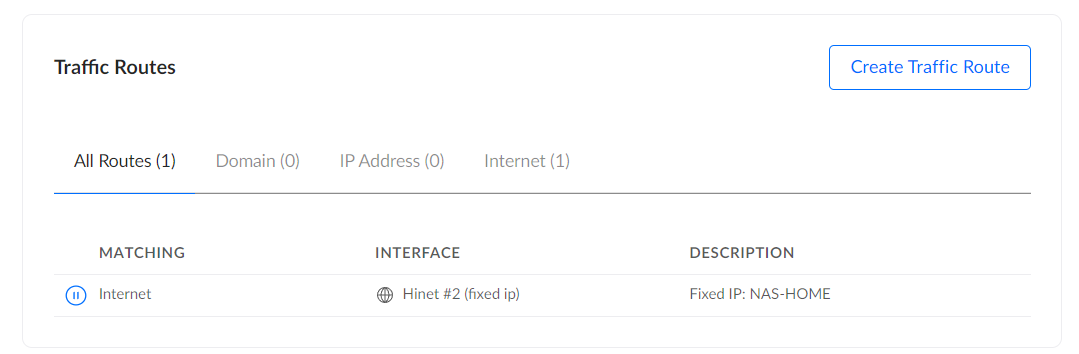 Traffic Routes
Create Traffic Route
All Routes (1) Domain (0) IP Address (0) Internet (1)
MATCHING INTERFACE DESCRIPTION
Internet Hinet #2 (fixed ip) Fixed IP: NAS-HOME